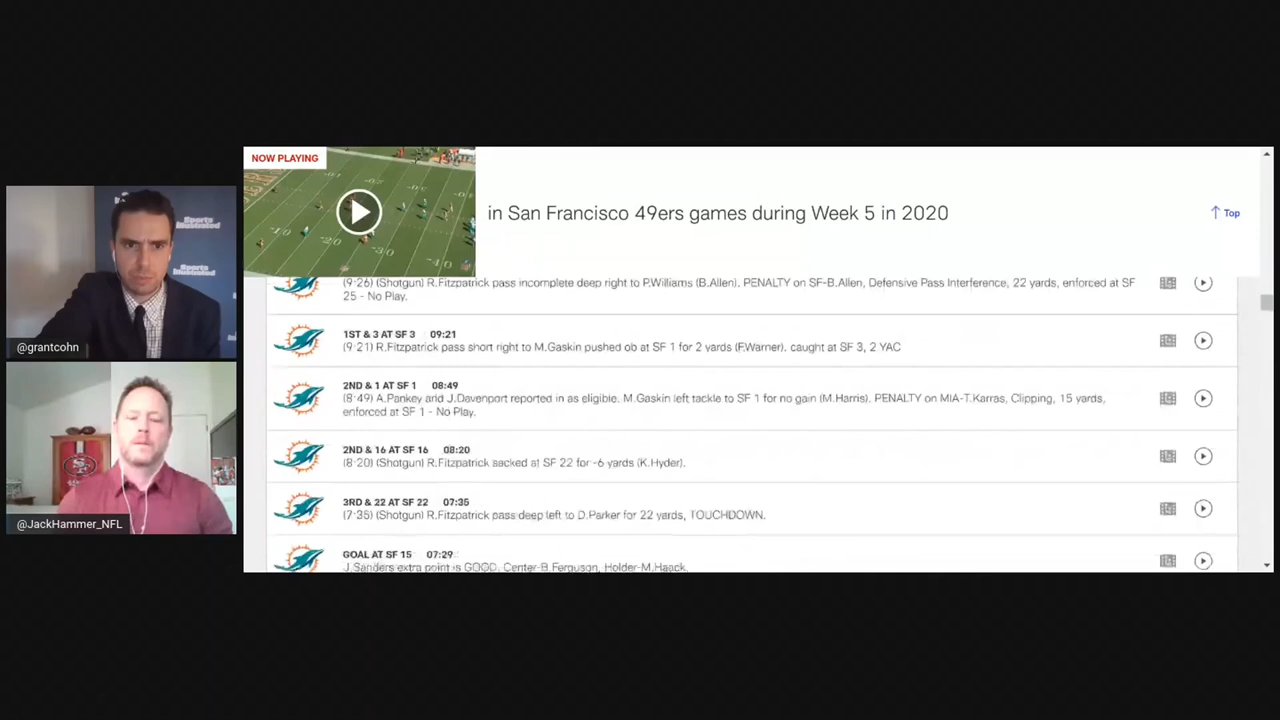 NOW PLAYING
in San Francisco 49ers games during Week 5 in 2020
Top
Sports Illustrated
Sports Illustrated
@grantcohn
@JackHammer_NFL
(9:26) (Shotgun) R.Fitzpatrick pass incomplete deep right to P.Williams (B.Allen). PENALTY on SF-B.Allen, Defensive Pass Interference, 22 yards, enforced at SF
25 - No Play.
1ST & 3 AT SF 3 09:21
(9:21) R.Fitzpatrick pass short right to M.Gaskin pushed ob at SF 1 for 2 yards (F.Warner). caught at SF 3, 2 YAC
2ND & 1 AT SF 1 08:49
(8:49) A.Pankey and J.Davenport reported in as eligible. M.Gaskin left tackle to SF 1 for no gain (M.Harris). PENALTY on MIA-T.Karras, Clipping, 15 yards,
enforced at SF 1 - No Play.
2ND & 16 AT SF 16 08:20
(8:20) (Shotgun) R.Fitzpatrick sacked at SF 22 for -6 yards (K.Hyder).
3RD & 22 AT SF 22 07:35
(7:35) (Shotgun) R.Fitzpatrick pass deep left to D.Parker for 22 yards, TOUCHDOWN.
GOAL AT SF 15 07:29
J.Sanders extra point is GOOD, Center-B.Ferguson, Holder-M.Haack.